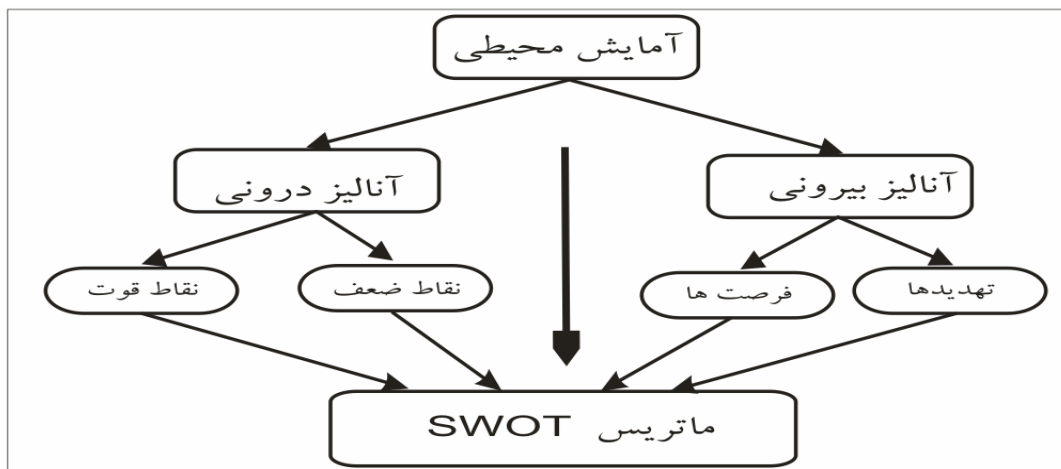 آمایش محیطی
آنالیز بیرونی
آنالیز درونی
تهدیدها
فرصت ها
نقاط ضعف
نقاط قوت
ماتریس SWOT